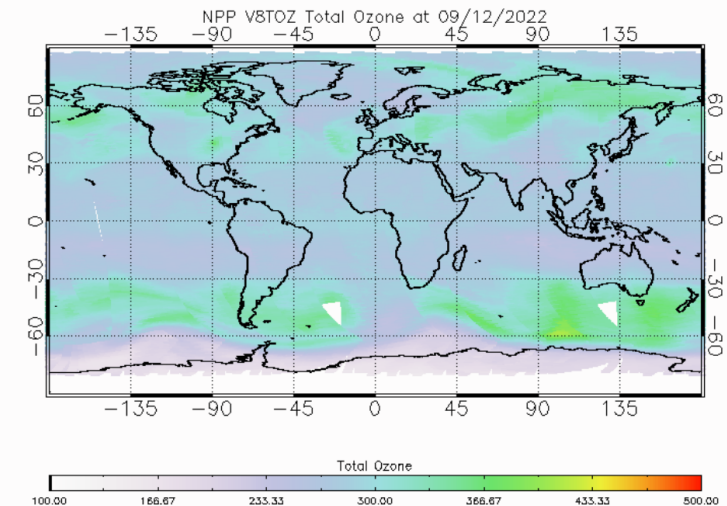 NPP V8TOZ Total Ozone at 09/12/2022
−135 −90 −45 0 45 90 135
60 60
30 30
0 0
−30 −30
−60 −60
−135 −90 −45 0 45 90 135
Total Ozone
100.00 166.67 233.33 300.00 366.67 433.33 500.00